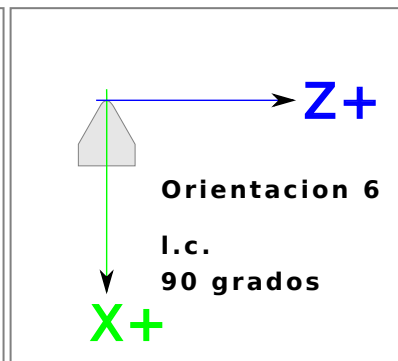 Z+
Orientacion 6
l.c.
90 grados
X+